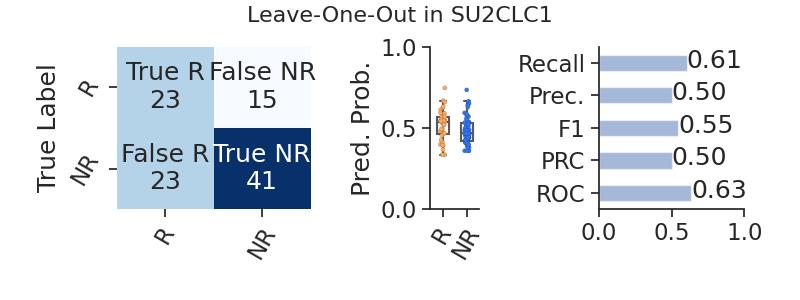 Leave-One-Out in SU2CLC1
True Label
R
NR
True R
23
False NR
15
False R
23
True NR
41
R
NR
Pred. Prob.
1.0
0.5
0.0
R
NR
Recall
0.61
Prec.
0.50
F1
0.55
PRC
0.50
ROC
0.63
0.0
0.5
1.0